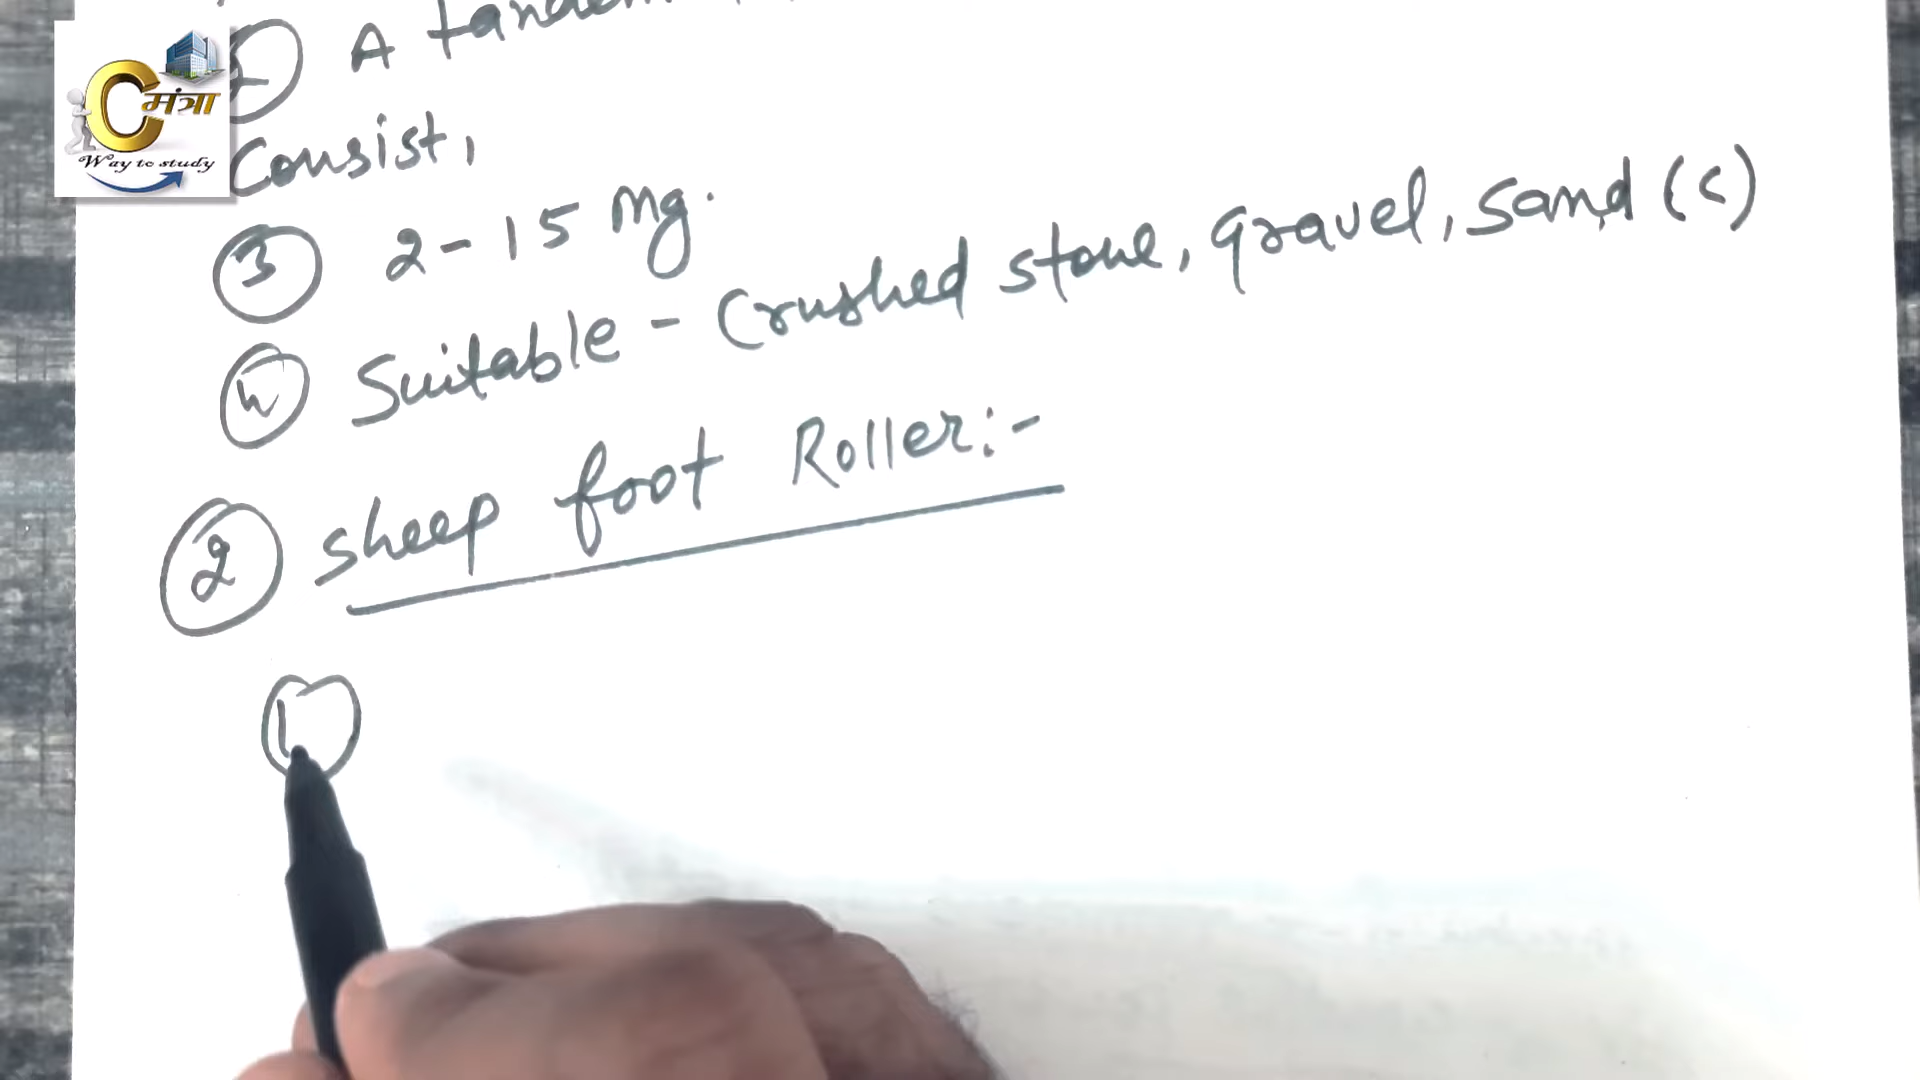 A tandem
C मंत्रा
Way to study
Consist,
3 2-15 Mg.
4 Suitable - Crushed stone, gravel, sand (s)
2 Sheep foot Roller:-
1